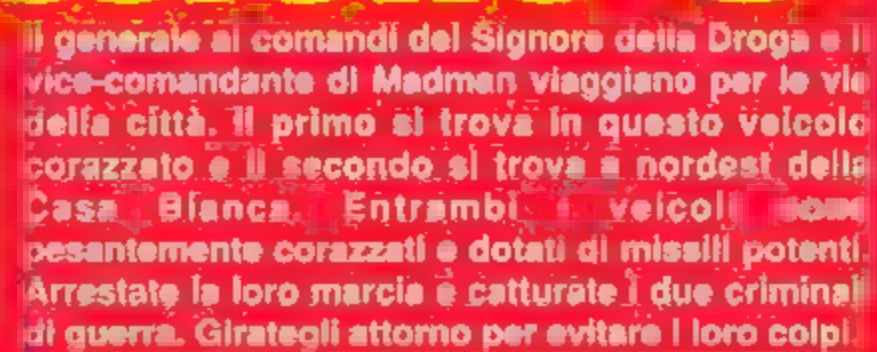 Il generale ai comandi del Signore della Droga e il
vice-comandante di Madman viaggiano per le vie
della città. Il primo si trova in questo veicolo
corazzato e il secondo si trova a nordest della
Casa Bianca. Entrambi i veicoli sono
pesantemente corazzati e dotati di missili potenti.
Arrestate la loro marcia e catturate i due criminali
di guerra. Girategli attorno per evitare i loro colpi.